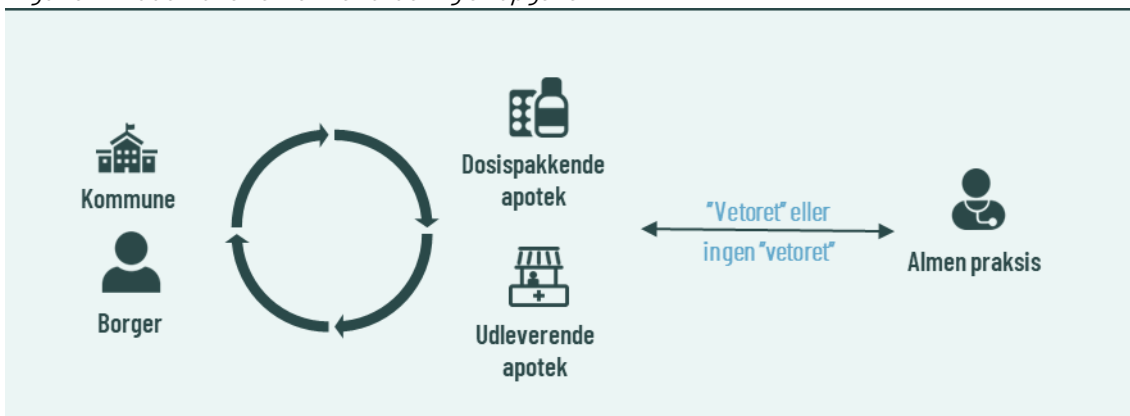 Kommune
Borger
Dosispakkende
apotek
Udleverende
apotek
"Vetoret" eller
ingen "vetoret"
Almen praksis